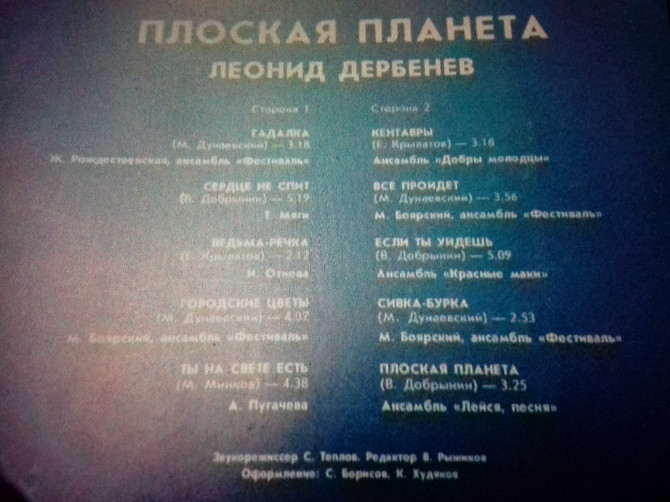 ПЛОСКАЯ ПЛАНЕТА
ЛЕОНИД ДЕРБЕНЕВ
Сторона 1
ГАДАЛКА
(М. Дунаевский) — 3.18
Ж. Рождественская, ансамбль «Фестиваль»
СЕРДЦЕ НЕ СПИТ
(В. Добрынин) — 5.19
Т. Мяги
ВЕДЬМА-РЕЧКА
(Е. Крылатов) — 2.12
И. Отиева
ГОРОДСКИЕ ЦВЕТЫ
(М. Дунаевский) — 4.07
М. Боярский, ансамбль «Фестиваль»
ТЫ НА СВЕТЕ ЕСТЬ
(М. Минков) — 4.38
А. Пугачева
Сторона 2
КЕНТАВРЫ
(Е. Крылатов) — 3.18
Ансамбль «Добры молодцы»
ВСЕ ПРОЙДЕТ
(М. Дунаевский) — 3.56
М. Боярский, ансамбль «Фестиваль»
ЕСЛИ ТЫ УЙДЕШЬ
(В. Добрынин) — 5.09
Ансамбль «Красные маки»
СИВКА-БУРКА
(М. Дунаевский) — 2.53
М. Боярский, ансамбль «Фестиваль»
ПЛОСКАЯ ПЛАНЕТА
(В. Добрынин) — 3.25
Ансамбль «Лейся, песня»
Звукорежиссер С. Теплов. Редактор В. Рыжиков
Оформление: С. Борисов, К. Худяков